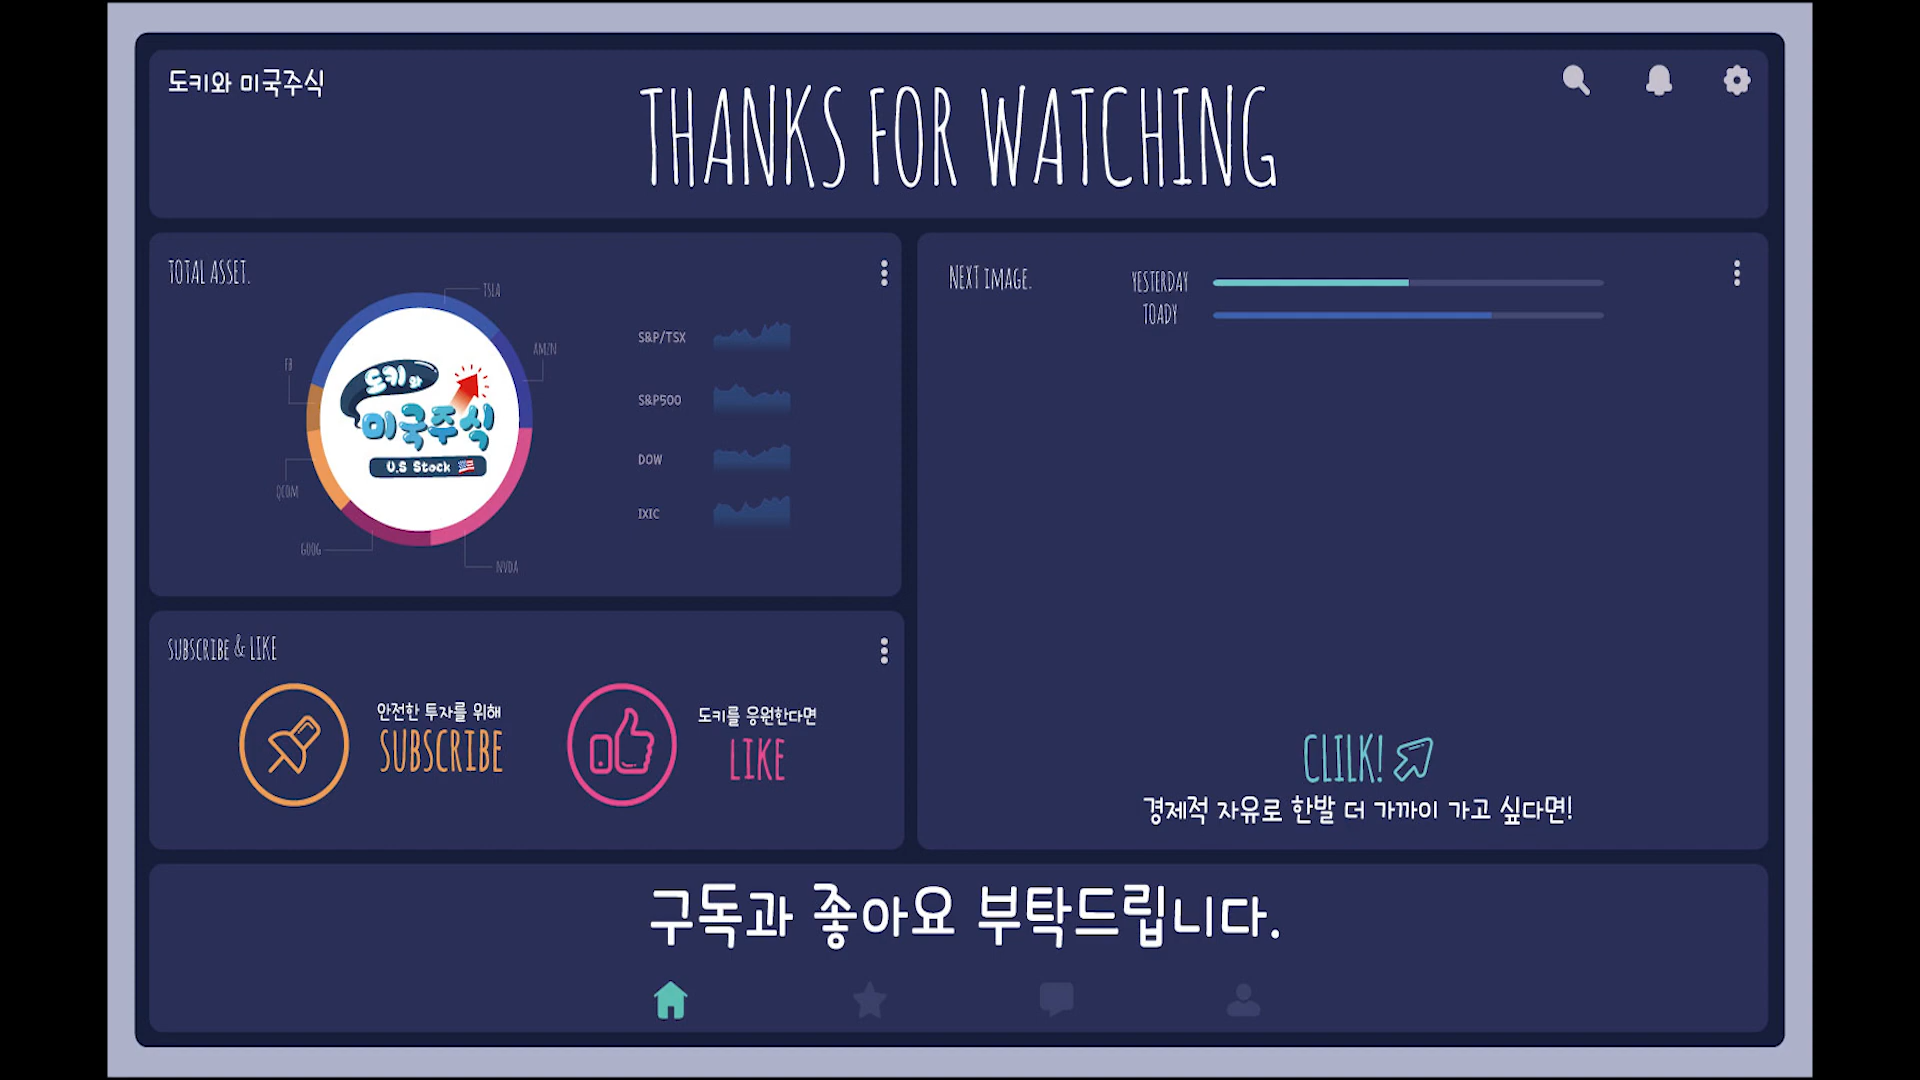 도키와 미국주식
THANKS FOR WATCHING
TOTAL ASSET.
TSLA
AMZN
FB
QCOM
GOOG
NVDA
도키와
미국주식
U.S Stock
S&P/TSX
S&P500
DOW
IXIC
NEXT IMAGE.
YESTERDAY
TOADY
SUBSCRIBE & LIKE
안전한 투자를 위해
SUBSCRIBE
도키를 응원한다면
LIKE
CLILK!
경제적 자유로 한발 더 가까이 가고 싶다면!
구독과 좋아요 부탁드립니다.